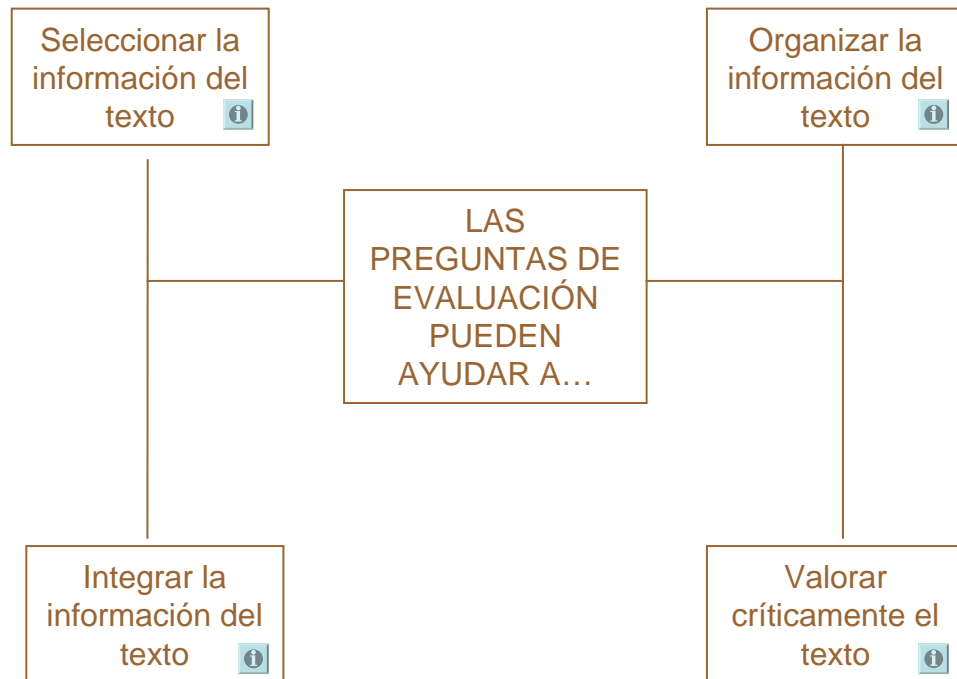 Seleccionar la
información del
texto
Organizar la
información del
texto
LAS
PREGUNTAS DE
EVALUACIÓN
PUEDEN
AYUDAR A…
Integrar la
información del
texto
Valorar
críticamente el
texto